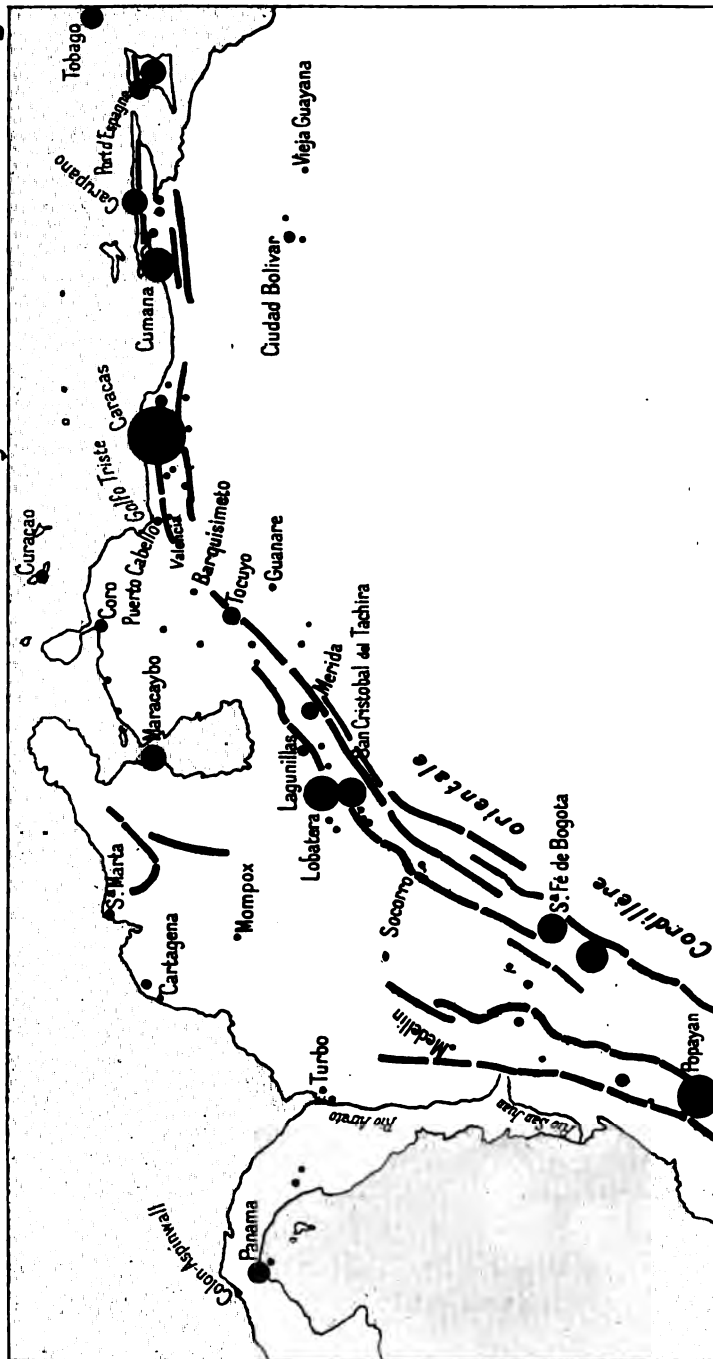 Tobago
Port d'Espagne
Carupano
Cumana
Vieja Guayana
Ciudad Bolivar
Caracas
Golfo Triste
Puerto Cabello
Valencia
Curaçao
Coro
Barquisimeto
Tocuyo
Guanare
Maracaybo
Merida
San Cristobal del Tachira
Lagunillas
Lobatera
Sta. Marta
Cartagena
Mompox
Socorro
Cordillère orientale
Sa. Fé de Bogota
Medellin
Turbo
Rio Atrato
Rio San Juan
Popayan
Panama
Colon-Aspinwall